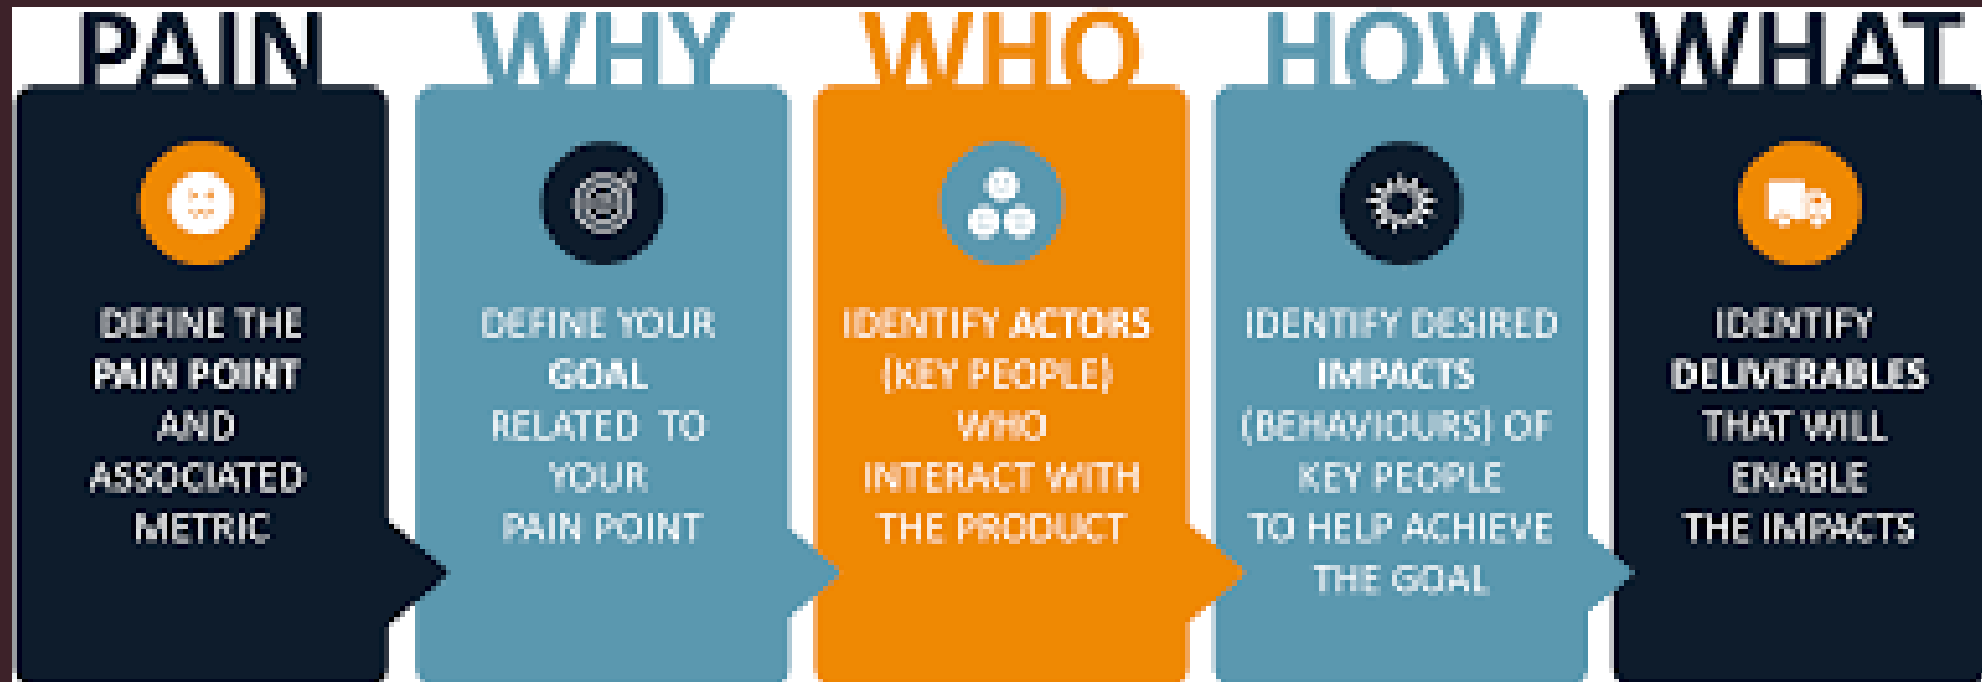 PAIN
DEFINE THE
PAIN POINT
AND
ASSOCIATED
METRIC
WHY
DEFINE YOUR
GOAL
RELATED TO
YOUR
PAIN POINT
WHO
IDENTIFY ACTORS
(KEY PEOPLE)
WHO
INTERACT WITH
THE PRODUCT
HOW
IDENTIFY DESIRED
IMPACTS
(BEHAVIOURS) OF
KEY PEOPLE
TO HELP ACHIEVE
THE GOAL
WHAT
IDENTIFY
DELIVERABLES
THAT WILL
ENABLE
THE IMPACTS